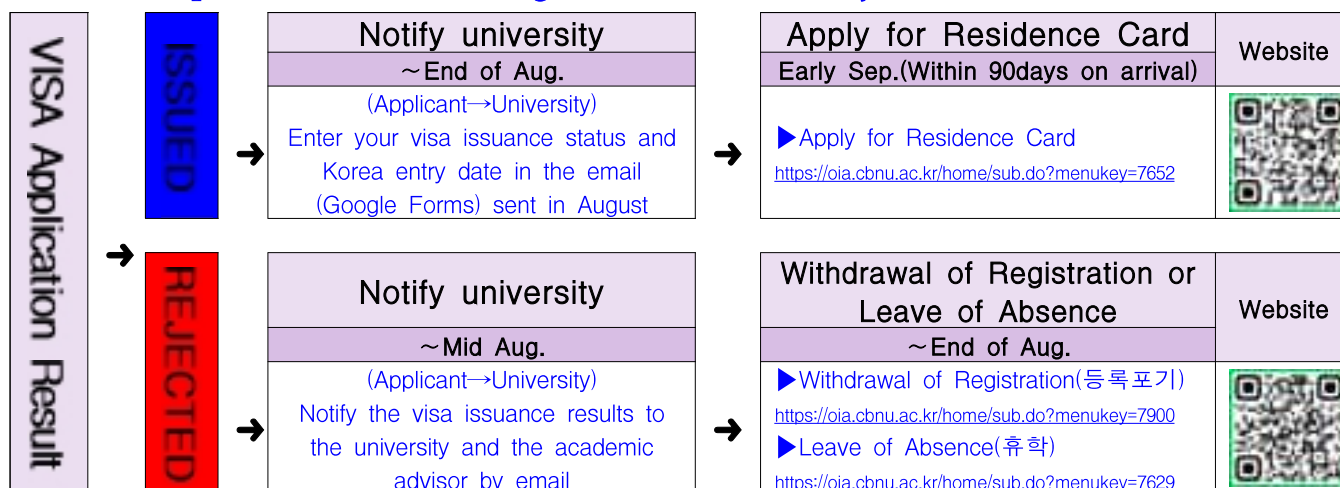 VISA Application Result
ISSUED
Notify university
~End of Aug.
(Applicant→University)
Enter your visa issuance status and
Korea entry date in the email
(Google Forms) sent in August
Apply for Residence Card
Early Sep.(Within 90days on arrival)
▶Apply for Residence Card
https://oia.cbnu.ac.kr/home/sub.do?menukey=7652
Website
REJECTED
Notify university
~Mid Aug.
(Applicant→University)
Notify the visa issuance results to
the university and the academic
advisor by email
Withdrawal of Registration or
Leave of Absence
~End of Aug.
▶Withdrawal of Registration(등록포기)
https://oia.cbnu.ac.kr/home/sub.do?menukey=7900
▶Leave of Absence(휴학)
https://oia.cbnu.ac.kr/home/sub.do?menukey=7629
Website